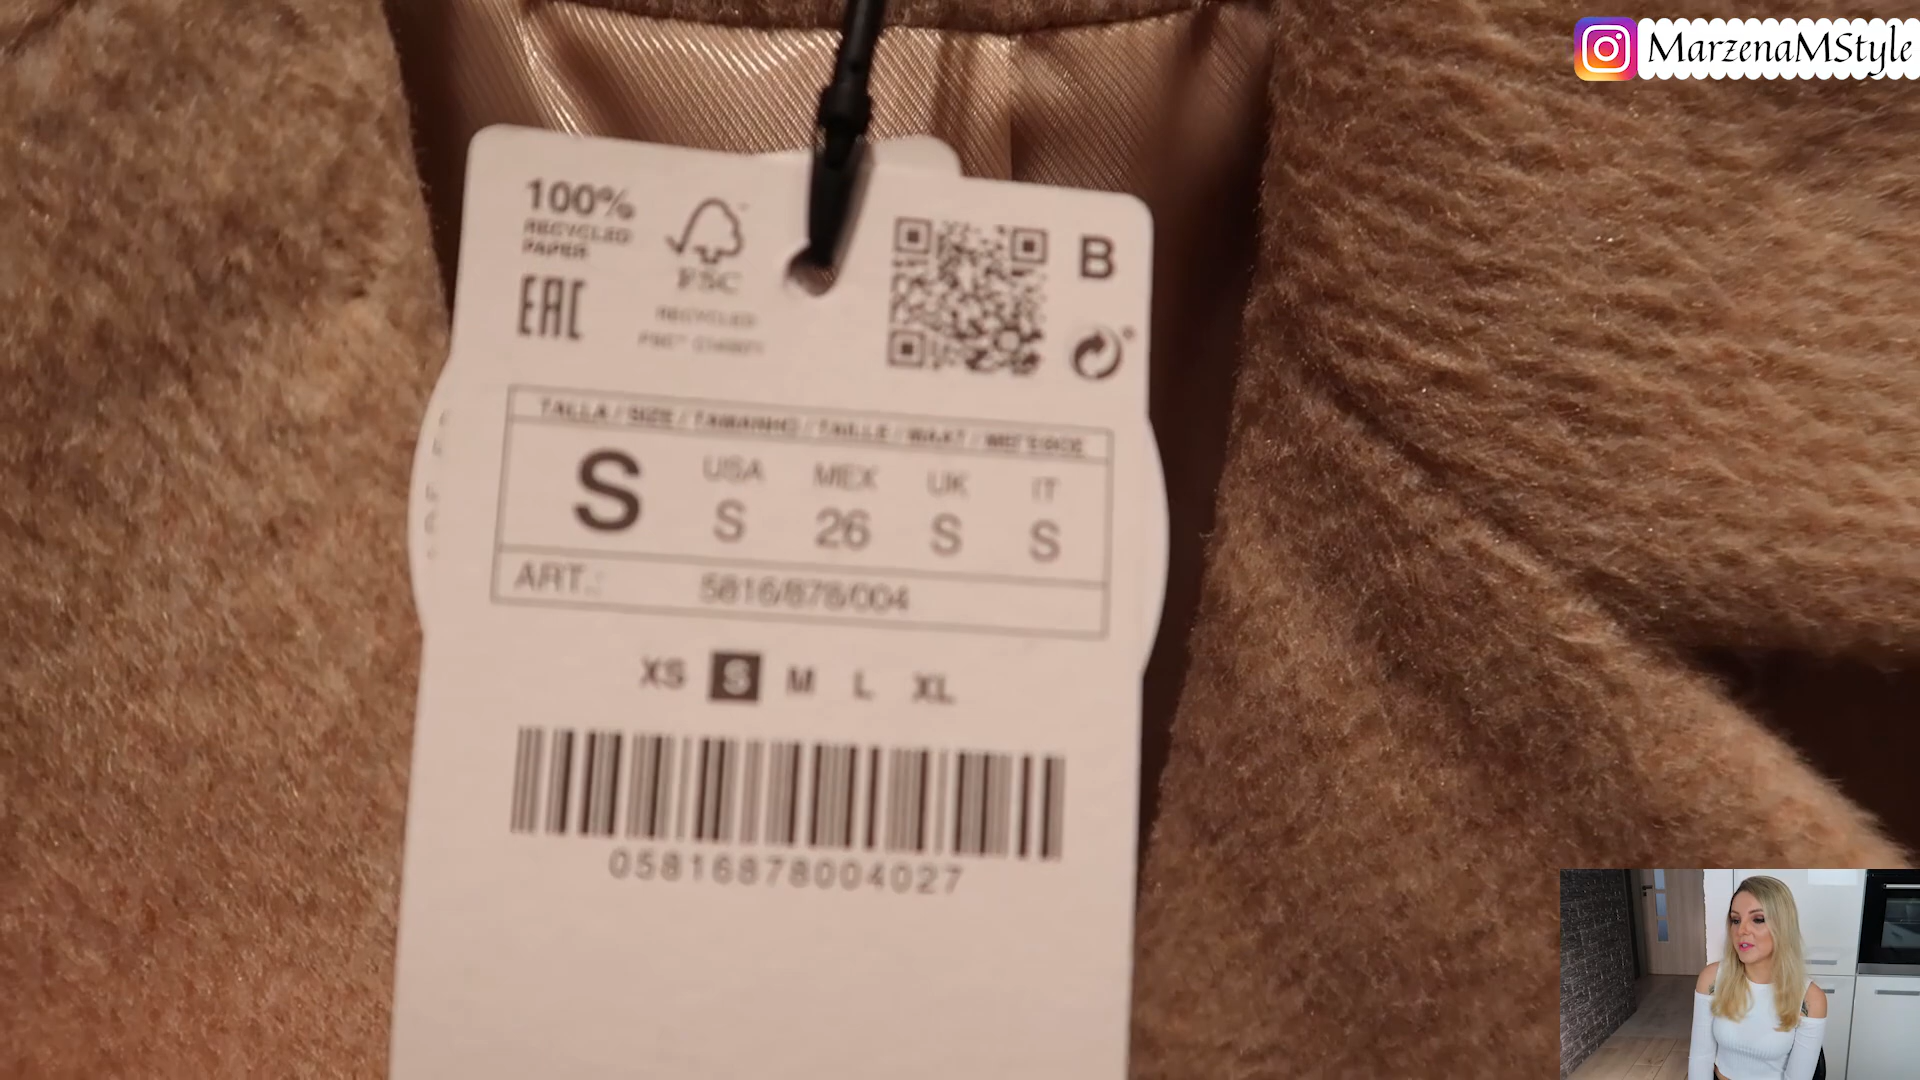 MarzenaMStyle
100%
RECYCLED
PAPER
FSC
RECYCLED
EAC
B
TALLA / SIZE / TAMANHO / TAILLE / MAAT /
S
USA MEX UK IT
S 26 S S
ART.: 5816/878/004
XS S M L XL
05816878004027